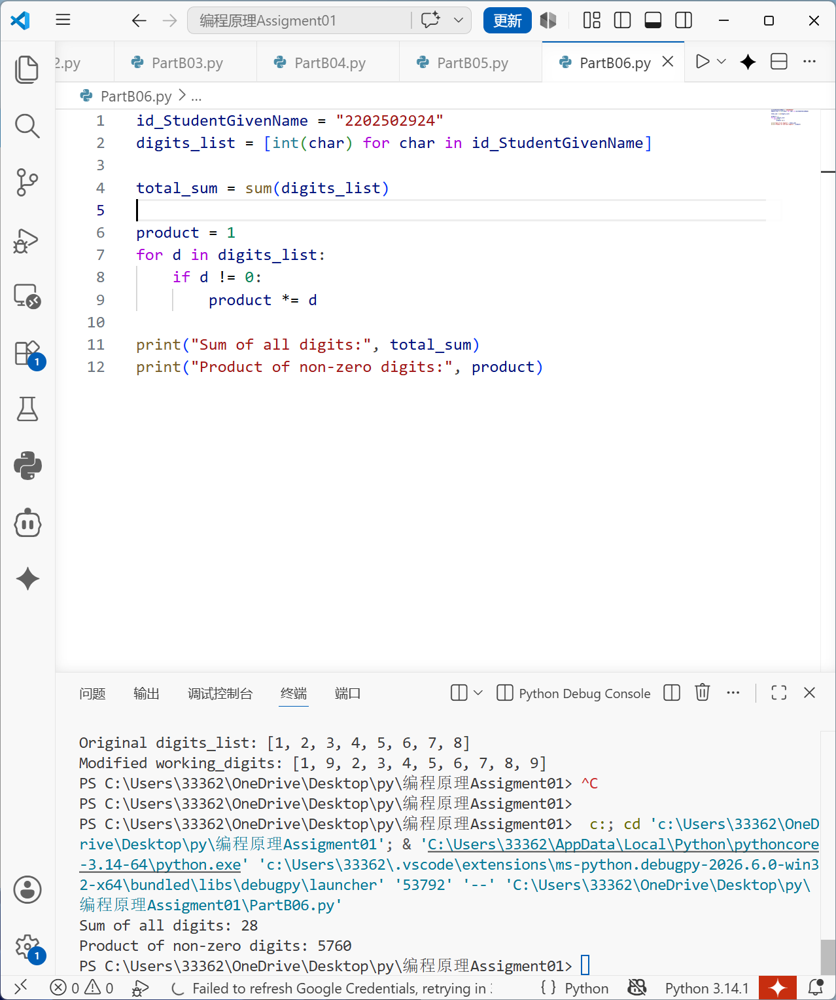 编程原理Assigment01
更新
2.py
PartB03.py
PartB04.py
PartB05.py
PartB06.py
PartB06.py > ...
1 id_StudentGivenName = "2202502924"
2 digits_list = [int(char) for char in id_StudentGivenName]
3
4 total_sum = sum(digits_list)
5
6 product = 1
7 for d in digits_list:
8 if d != 0:
9 product *= d
10
11 print("Sum of all digits:", total_sum)
12 print("Product of non-zero digits:", product)
1
问题 输出 调试控制台 终端 端口 Python Debug Console ...
Original digits_list: [1, 2, 3, 4, 5, 6, 7, 8]
Modified working_digits: [1, 9, 2, 3, 4, 5, 6, 7, 8, 9]
PS C:\Users\33362\OneDrive\Desktop\py\编程原理Assigment01> ^C
PS C:\Users\33362\OneDrive\Desktop\py\编程原理Assigment01>
PS C:\Users\33362\OneDrive\Desktop\py\编程原理Assigment01>  c:; cd 'c:\Users\33362\OneD
rive\Desktop\py\编程原理Assigment01'; & 'C:\Users\33362\AppData\Local\Python\pythoncore
-3.14-64\python.exe' 'c:\Users\33362\.vscode\extensions\ms-python.debugpy-2026.6.0-win3
2-x64\bundled\libs\debugpy\launcher' '53792' '--' 'C:\Users\33362\OneDrive\Desktop\py\
编程原理Assigment01\PartB06.py'
Sum of all digits: 28
Product of non-zero digits: 5760
PS C:\Users\33362\OneDrive\Desktop\py\编程原理Assigment01>
1
0 0 Failed to refresh Google Credentials, retrying in { } Python Python 3.14.1